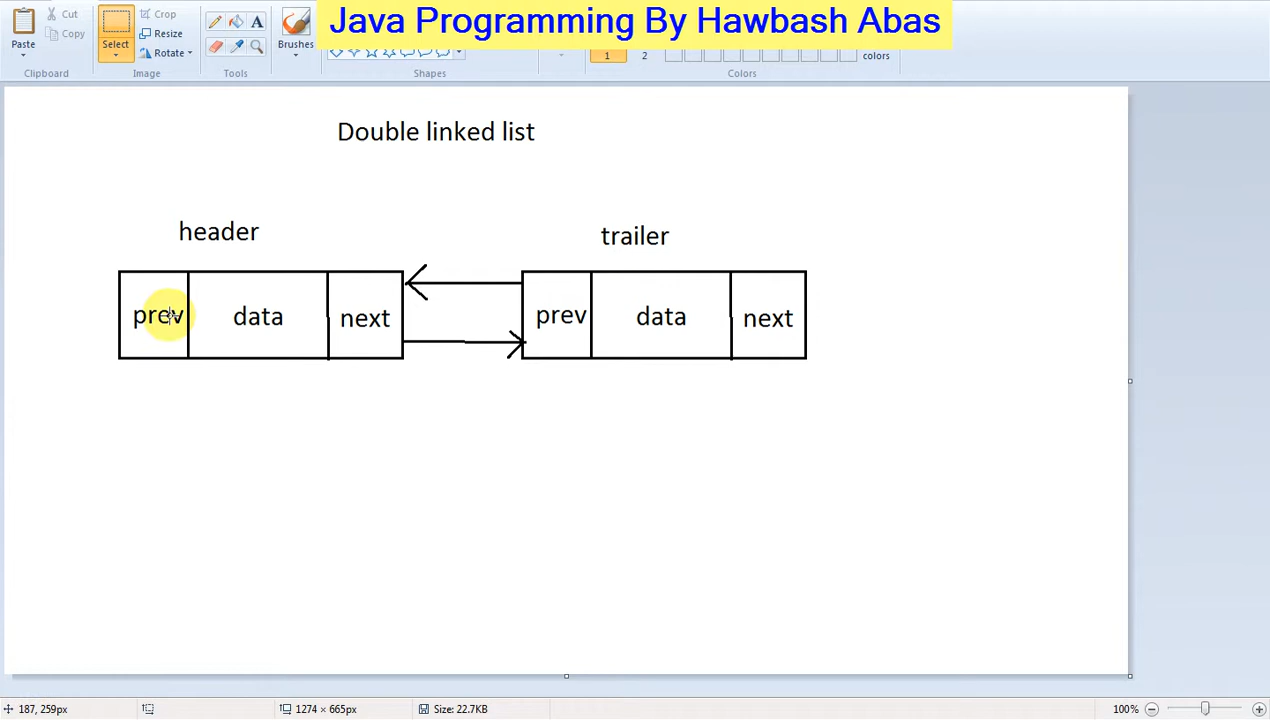 Java Programming By Hawbash Abas
Paste
Cut
Copy
Select
Crop
Resize
Rotate
Brushes
1
2
colors
Clipboard
Image
Tools
Shapes
Colors
Double linked list
header
trailer
prev data next prev data next
187, 259px
1274 × 665px
Size: 22.7KB
100%